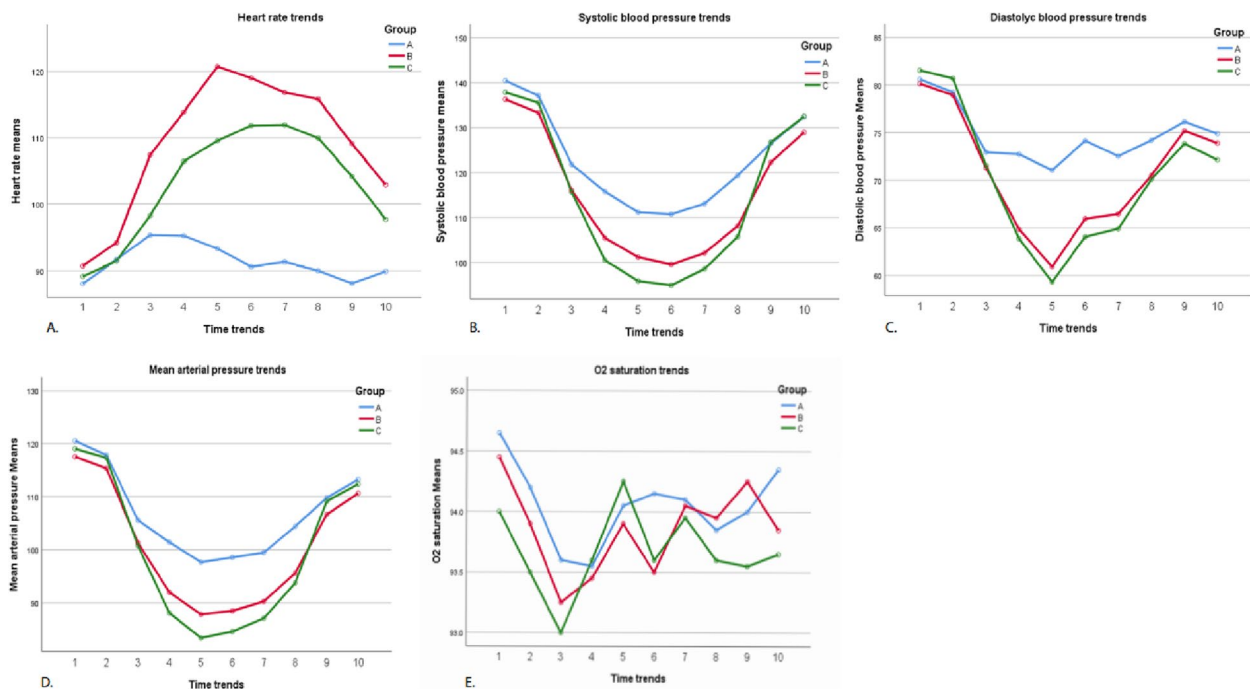 Heart rate trends
Group
A
B
C
Heart rate means
120
110
100
90
1 2 3 4 5 6 7 8 9 10
Time trends
A.
Systolic blood pressure trends
Group
A
B
C
Systolic blood pressure means
150
140
130
120
110
100
1 2 3 4 5 6 7 8 9 10
Time trends
B.
Diastolyc blood pressure trends
Group
A
B
C
Diastolic blood pressure Means
85
80
75
70
65
60
1 2 3 4 5 6 7 8 9 10
Time trends
C.
Mean arterial pressure trends
Group
A
B
C
Mean arterial pressure Means
130
120
110
100
90
1 2 3 4 5 6 7 8 9 10
Time trends
D.
O2 saturation trends
Group
A
B
C
O2 saturation Means
95.0
94.5
94.0
93.5
93.0
1 2 3 4 5 6 7 8 9 10
Time trends
E.